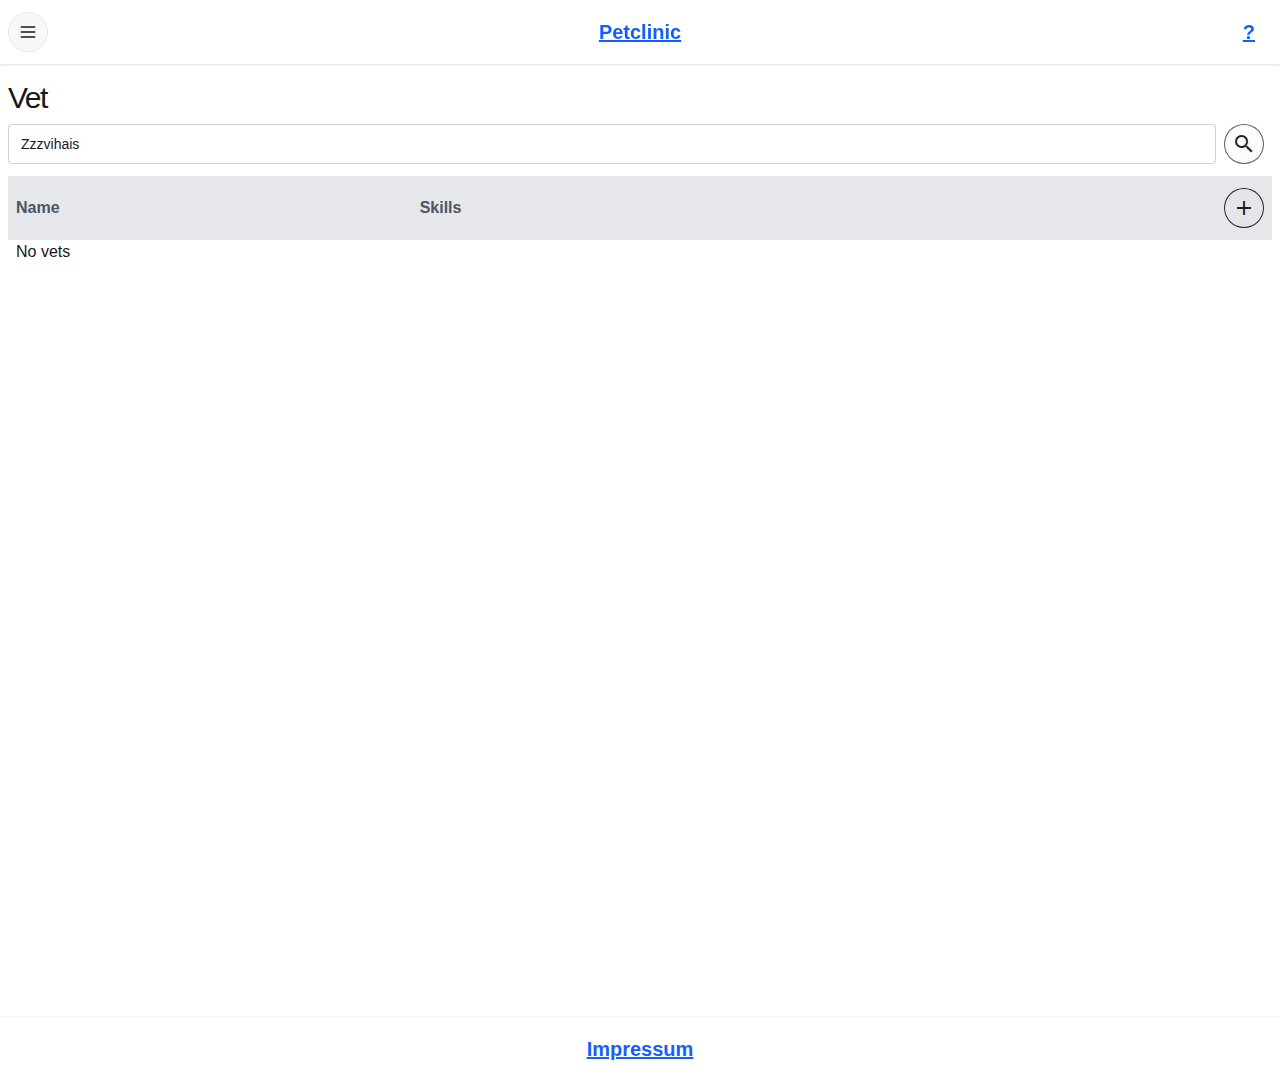 Petclinic ?
Vet
Zzzvihais
Name Skills
No vets
Impressum